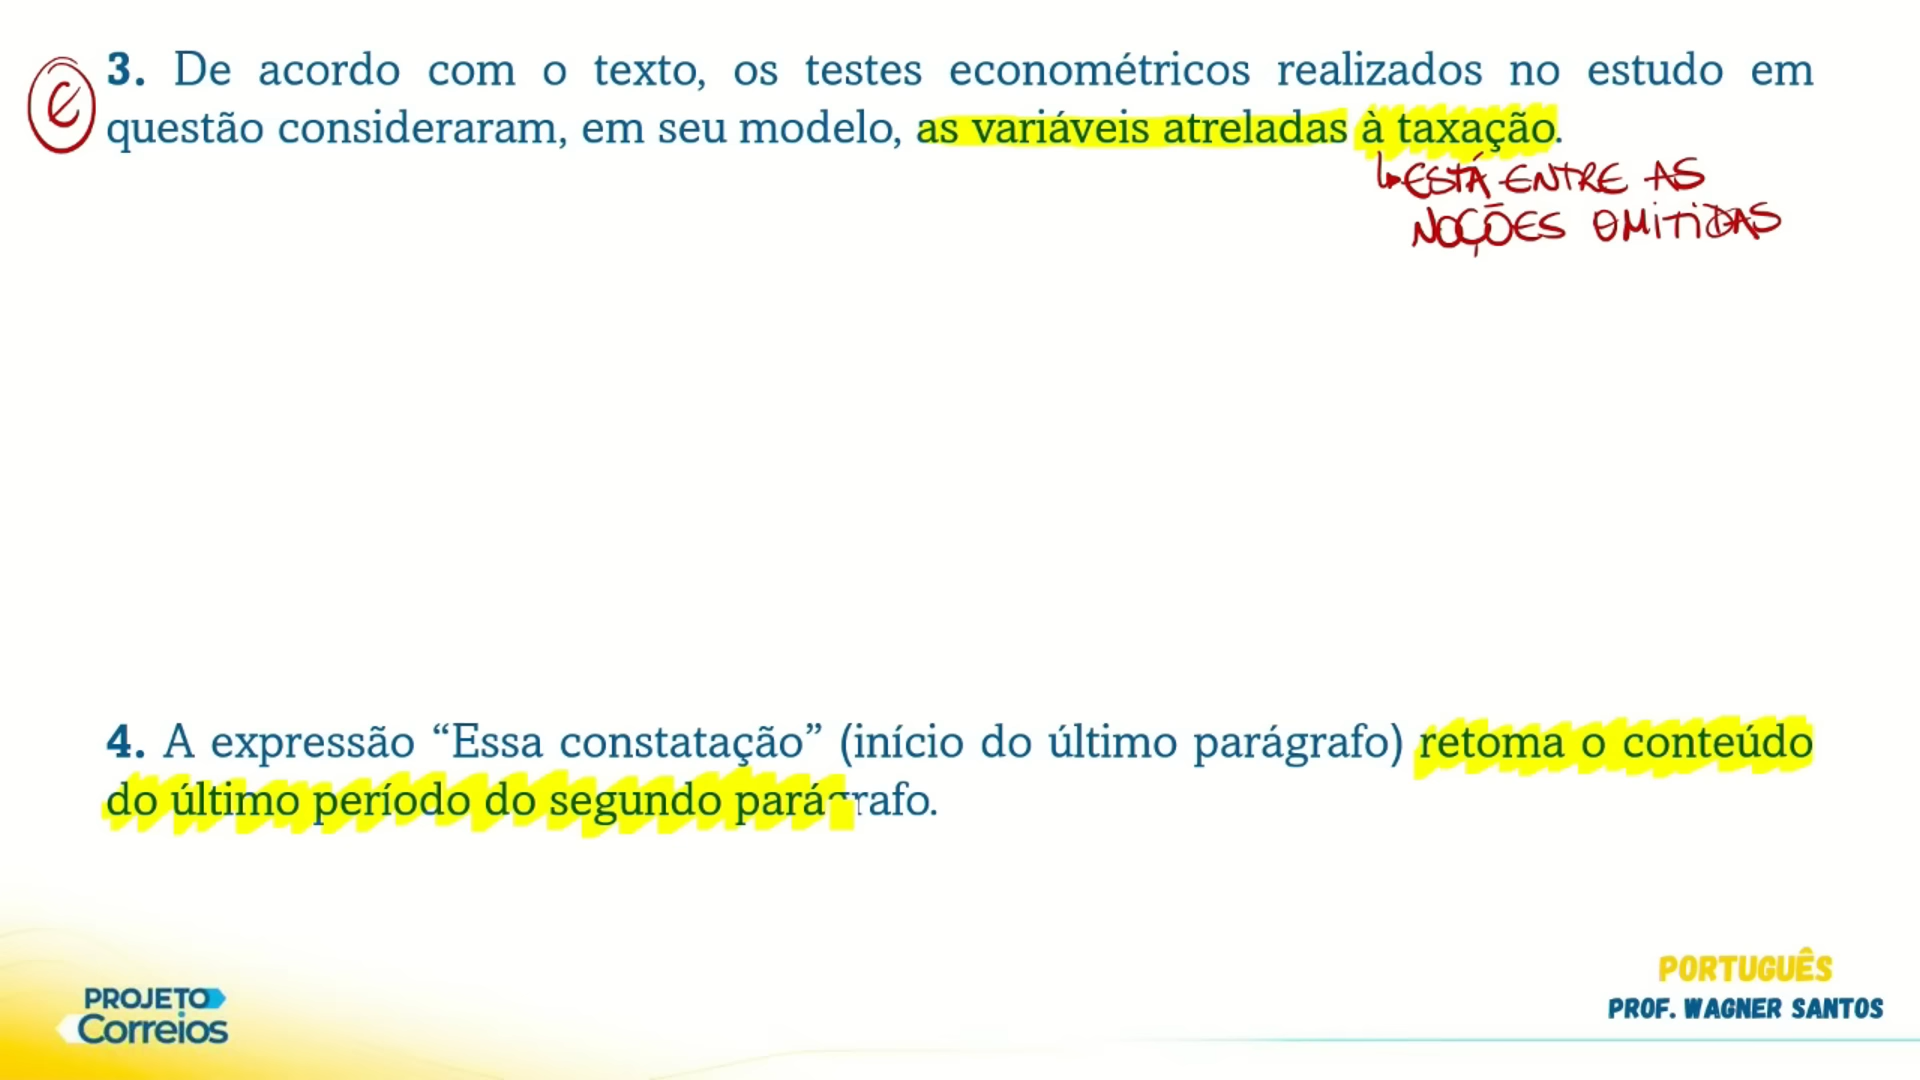 e
3. De acordo com o texto, os testes econométricos realizados no estudo em
questão consideraram, em seu modelo, as variáveis atreladas à taxação.
ESTÁ ENTRE AS
NOÇÕES OMITIDAS
4. A expressão “Essa constatação” (início do último parágrafo) retoma o conteúdo
do último período do segundo parágrafo.
PORTUGUÊS
PROF. WAGNER SANTOS
PROJETO
Correios